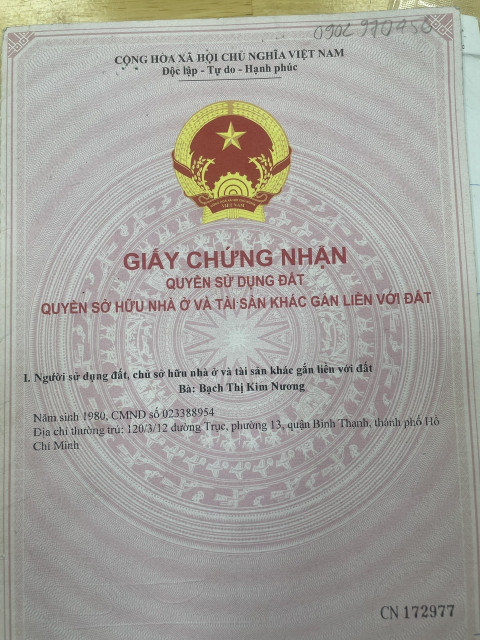 0902 970456
CỘNG HÒA XÃ HỘI CHỦ NGHĨA VIỆT NAM
Độc lập - Tự do - Hạnh phúc
VIỆT NAM
GIẤY CHỨNG NHẬN
QUYỀN SỬ DỤNG ĐẤT
QUYỀN SỞ HỮU NHÀ Ở VÀ TÀI SẢN KHÁC GẮN LIỀN VỚI ĐẤT
I. Người sử dụng đất, chủ sở hữu nhà ở và tài sản khác gắn liền với đất
Bà: Bạch Thị Kim Nương
Năm sinh 1980, CMND số 023388954
Địa chỉ thường trú: 120/3/12 đường Trục, phường 13, quận Bình Thạnh, thành phố Hồ
Chí Minh
CN 172977